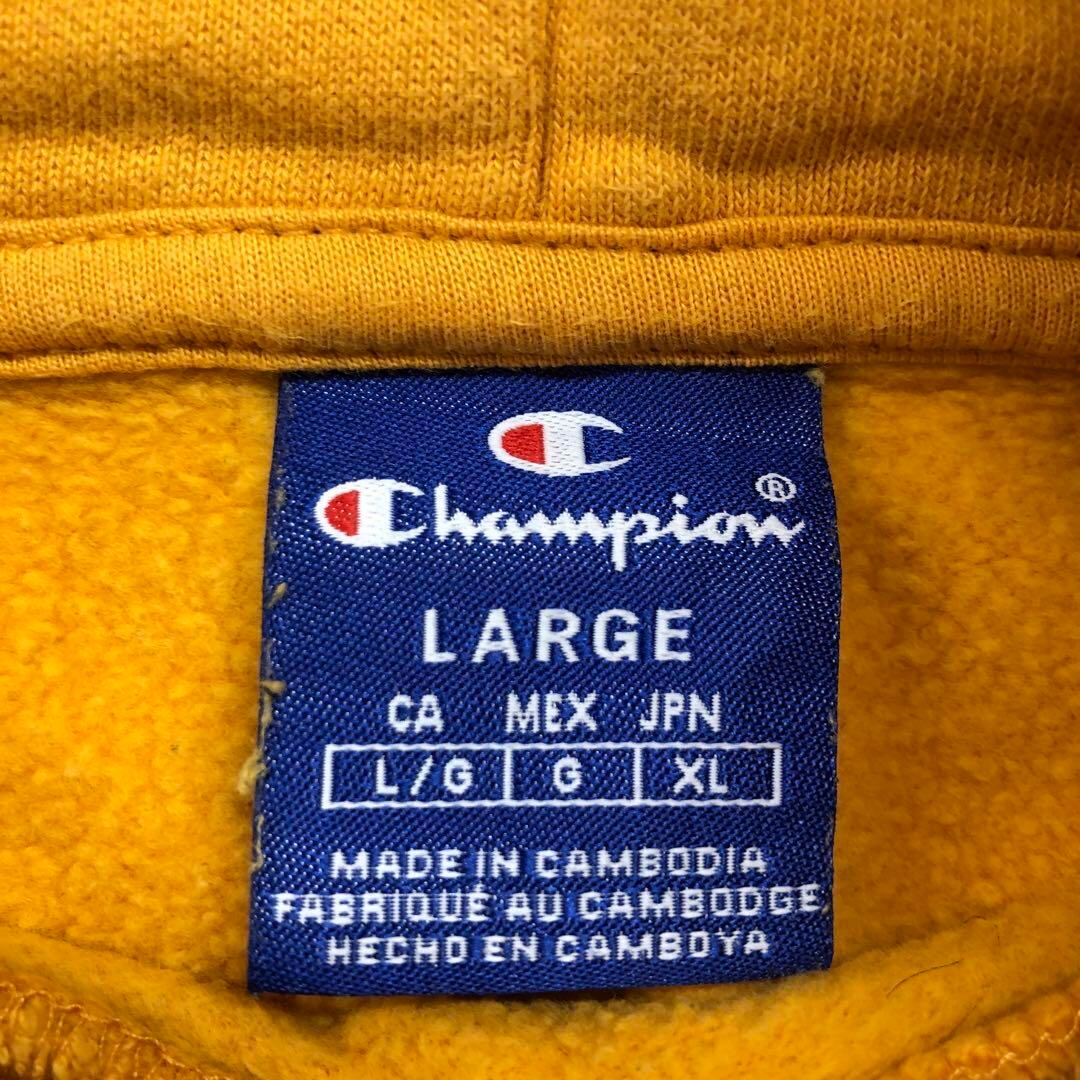 Champion®
LARGE
CA MEX JPN
L/G G XL
MADE IN CAMBODIA
FABRIQUÉ AU CAMBODGE
HECHO EN CAMBOYA